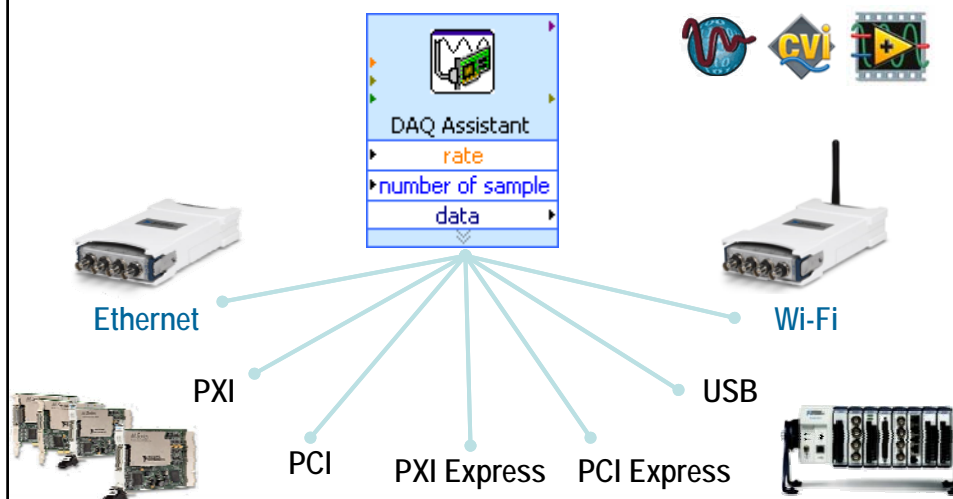 CVI
DAQ Assistant
rate
number of sample
data
Ethernet
Wi-Fi
PXI
USB
PCI
PXI Express
PCI Express